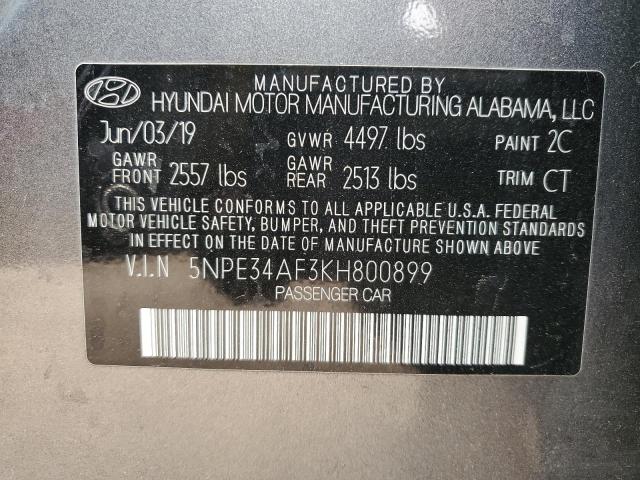 MANUFACTURED BY
HYUNDAI MOTOR MANUFACTURING ALABAMA, LLC
Jun/03/19 GVWR 4497 lbs PAINT 2C
GAWR FRONT 2557 lbs GAWR REAR 2513 lbs TRIM CT
THIS VEHICLE CONFORMS TO ALL APPLICABLE U.S.A. FEDERAL
MOTOR VEHICLE SAFETY, BUMPER, AND THEFT PREVENTION STANDARDS
IN EFFECT ON THE DATE OF MANUFACTURE SHOWN ABOVE.
V.I.N 5NPE34AF3KH800899
PASSENGER CAR